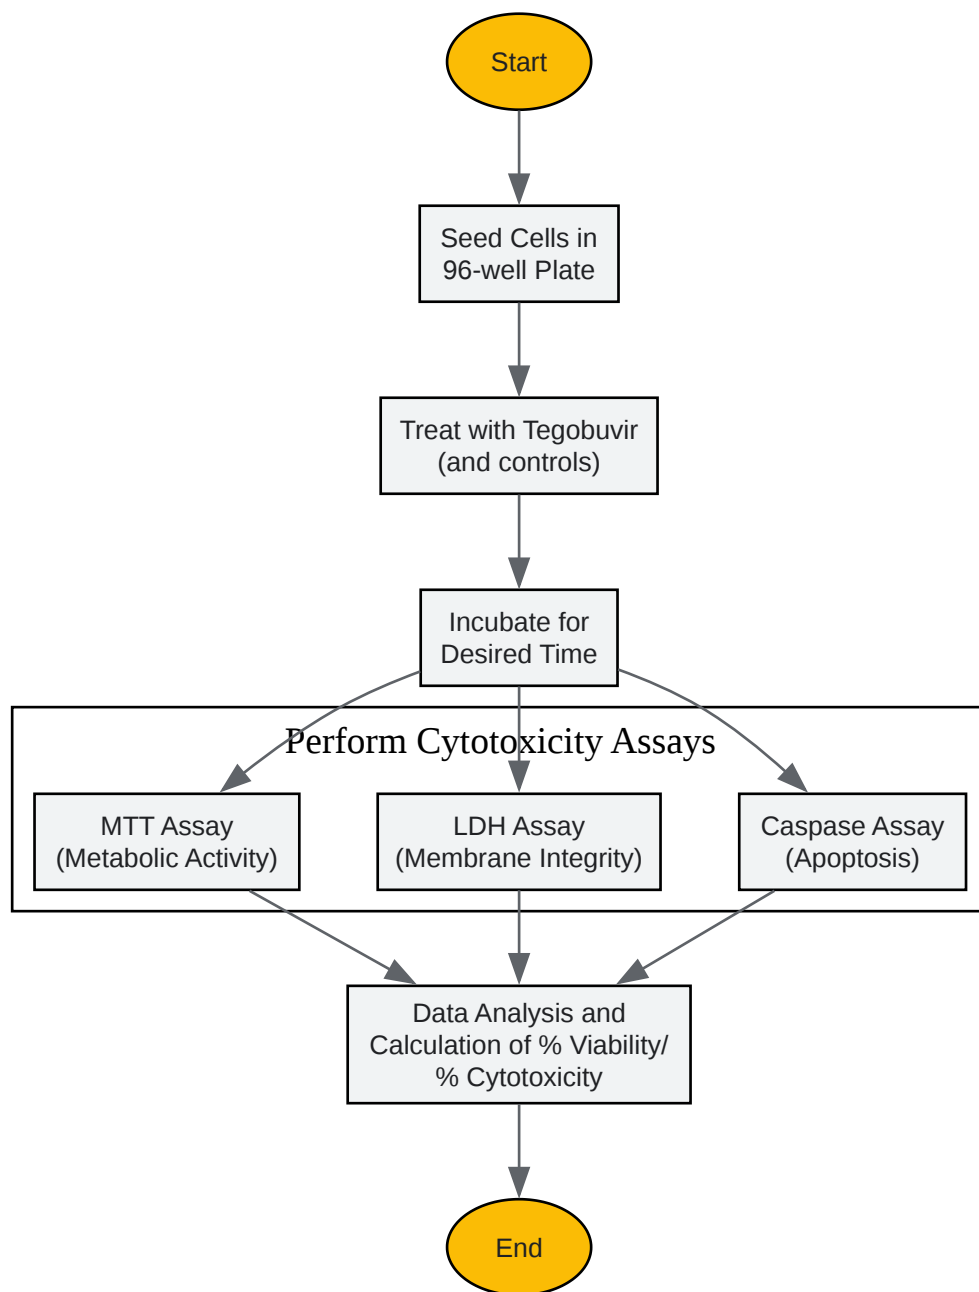 Start
Seed Cells in
96-well Plate
Treat with Tegobuvir
(and controls)
Incubate for
Desired Time
Perform Cytotoxicity Assays
MTT Assay
(Metabolic Activity)
LDH Assay
(Membrane Integrity)
Caspase Assay
(Apoptosis)
Data Analysis and
Calculation of % Viability/
% Cytotoxicity
End